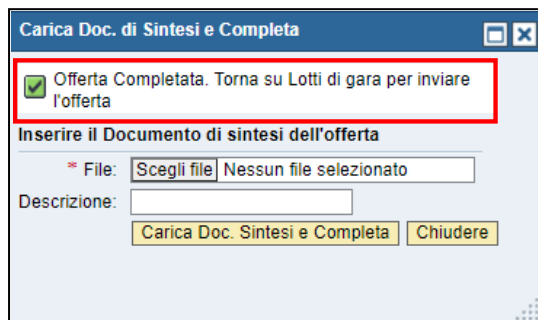 Carica Doc. di Sintesi e Completa
Offerta Completata. Torna su Lotti di gara per inviare
l'offerta
Inserire il Documento di sintesi dell'offerta
* File: Scegli file Nessun file selezionato
Descrizione:
Carica Doc. Sintesi e Completa Chiudere